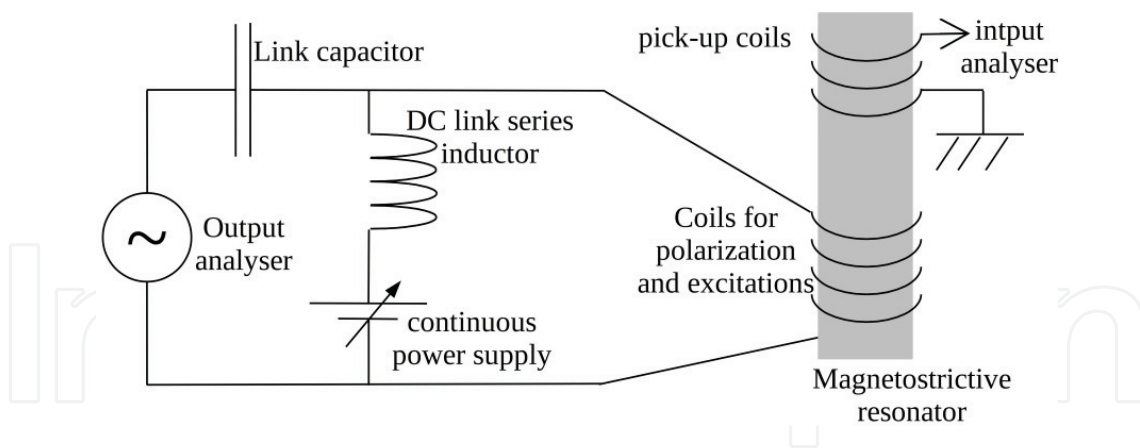 Link capacitor
pick-up coils
intput
analyser
DC link series
inductor
~
Output
analyser
Coils for
polarization
and excitations
continuous
power supply
Magnetostrictive
resonator